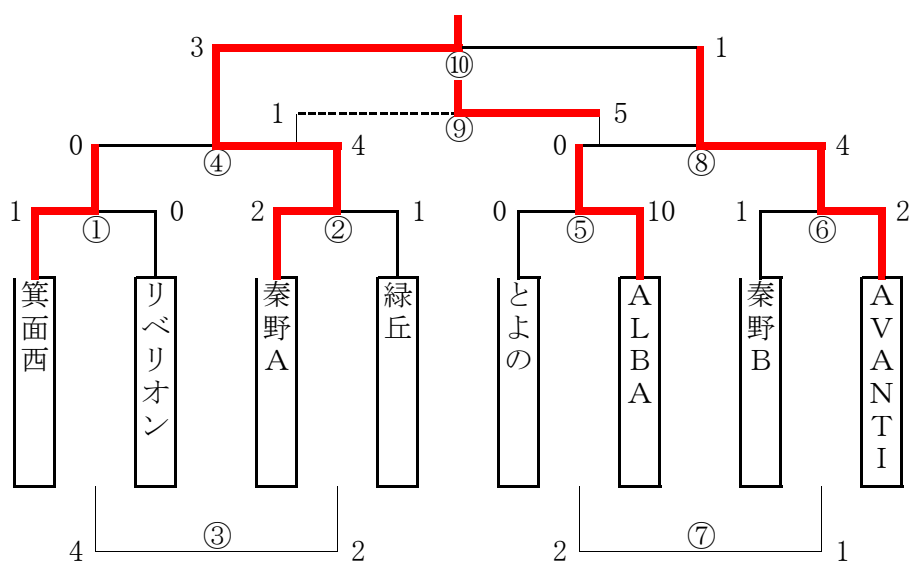 3 ⑩ 1
1 ⑨ 5
0 ④ 4 0 ⑧ 4
1 ① 0 2 ② 1 0 ⑤ 10 1 ⑥ 2
箕面西
リベリオン
秦野A
緑丘
とよの
ALBA
秦野B
AVANTI
4 ③ 2 2 ⑦ 1